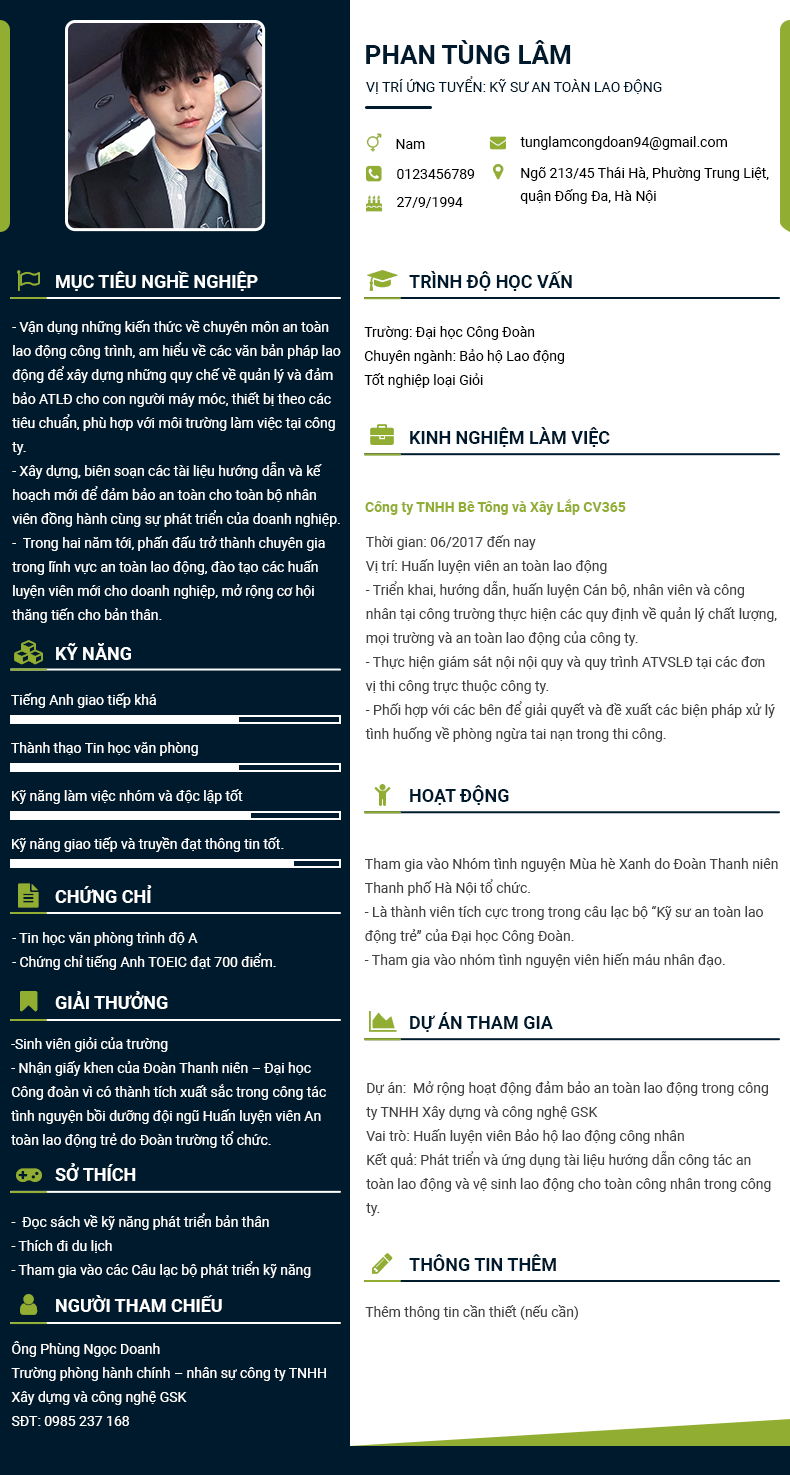 PHAN TÙNG LÂM
VỊ TRÍ ỨNG TUYỂN: KỸ SƯ AN TOÀN LAO ĐỘNG
Nam
0123456789
27/9/1994
tunglamcongdoan94@gmail.com
Ngõ 213/45 Thái Hà, Phường Trung Liệt,
quận Đống Đa, Hà Nội
MỤC TIÊU NGHỀ NGHIỆP
- Vận dụng những kiến thức về chuyên môn an toàn
lao động công trình, am hiểu về các văn bản pháp lao
động để xây dựng những quy chế về quản lý và đảm
bảo ATLĐ cho con người máy móc, thiết bị theo các
tiêu chuẩn, phù hợp với môi trường làm việc tại công
ty.
- Xây dựng, biên soạn các tài liệu hướng dẫn và kế
hoạch mới để đảm bảo an toàn cho toàn bộ nhân
viên đồng hành cùng sự phát triển của doanh nghiệp.
- Trong hai năm tới, phấn đấu trở thành chuyên gia
trong lĩnh vực an toàn lao động, đào tạo các huấn
luyện viên mới cho doanh nghiệp, mở rộng cơ hội
thăng tiến cho bản thân.
KỸ NĂNG
Tiếng Anh giao tiếp khá
Thành thạo Tin học văn phòng
Kỹ năng làm việc nhóm và độc lập tốt
Kỹ năng giao tiếp và truyền đạt thông tin tốt.
CHỨNG CHỈ
- Tin học văn phòng trình độ A
- Chứng chỉ tiếng Anh TOEIC đạt 700 điểm.
GIẢI THƯỞNG
-Sinh viên giỏi của trường
- Nhận giấy khen của Đoàn Thanh niên – Đại học
Công đoàn vì có thành tích xuất sắc trong công tác
tình nguyện bồi dưỡng đội ngũ Huấn luyện viên An
toàn lao động trẻ do Đoàn trường tổ chức.
SỞ THÍCH
- Đọc sách về kỹ năng phát triển bản thân
- Thích đi du lịch
- Tham gia vào các Câu lạc bộ phát triển kỹ năng
NGƯỜI THAM CHIẾU
Ông Phùng Ngọc Doanh
Trường phòng hành chính – nhân sự công ty TNHH
Xây dựng và công nghệ GSK
SĐT: 0985 237 168
TRÌNH ĐỘ HỌC VẤN
Trường: Đại học Công Đoàn
Chuyên ngành: Bảo hộ Lao động
Tốt nghiệp loại Giỏi
KINH NGHIỆM LÀM VIỆC
Công ty TNHH Bê Tông và Xây Lắp CV365
Thời gian: 06/2017 đến nay
Vị trí: Huấn luyện viên an toàn lao động
- Triển khai, hướng dẫn, huấn luyện Cán bộ, nhân viên và công
nhân tại công trường thực hiện các quy định về quản lý chất lượng,
mọi trường và an toàn lao động của công ty.
- Thực hiện giám sát nội nội quy và quy trình ATVSLĐ tại các đơn
vị thi công trực thuộc công ty.
- Phối hợp với các bên để giải quyết và đề xuất các biện pháp xử lý
tình huống về phòng ngừa tai nạn trong thi công.
HOẠT ĐỘNG
Tham gia vào Nhóm tình nguyện Mùa hè Xanh do Đoàn Thanh niên
Thanh phố Hà Nội tổ chức.
- Là thành viên tích cực trong trong câu lạc bộ “Kỹ sư an toàn lao
động trẻ” của Đại học Công Đoàn.
- Tham gia vào nhóm tình nguyện viên hiến máu nhân đạo.
DỰ ÁN THAM GIA
Dự án: Mở rộng hoạt động đảm bảo an toàn lao động trong công
ty TNHH Xây dựng và công nghệ GSK
Vai trò: Huấn luyện viên Bảo hộ lao động công nhân
Kết quả: Phát triển và ứng dụng tài liệu hướng dẫn công tác an
toàn lao động và vệ sinh lao động cho toàn công nhân trong công
ty.
THÔNG TIN THÊM
Thêm thông tin cần thiết (nếu cần)